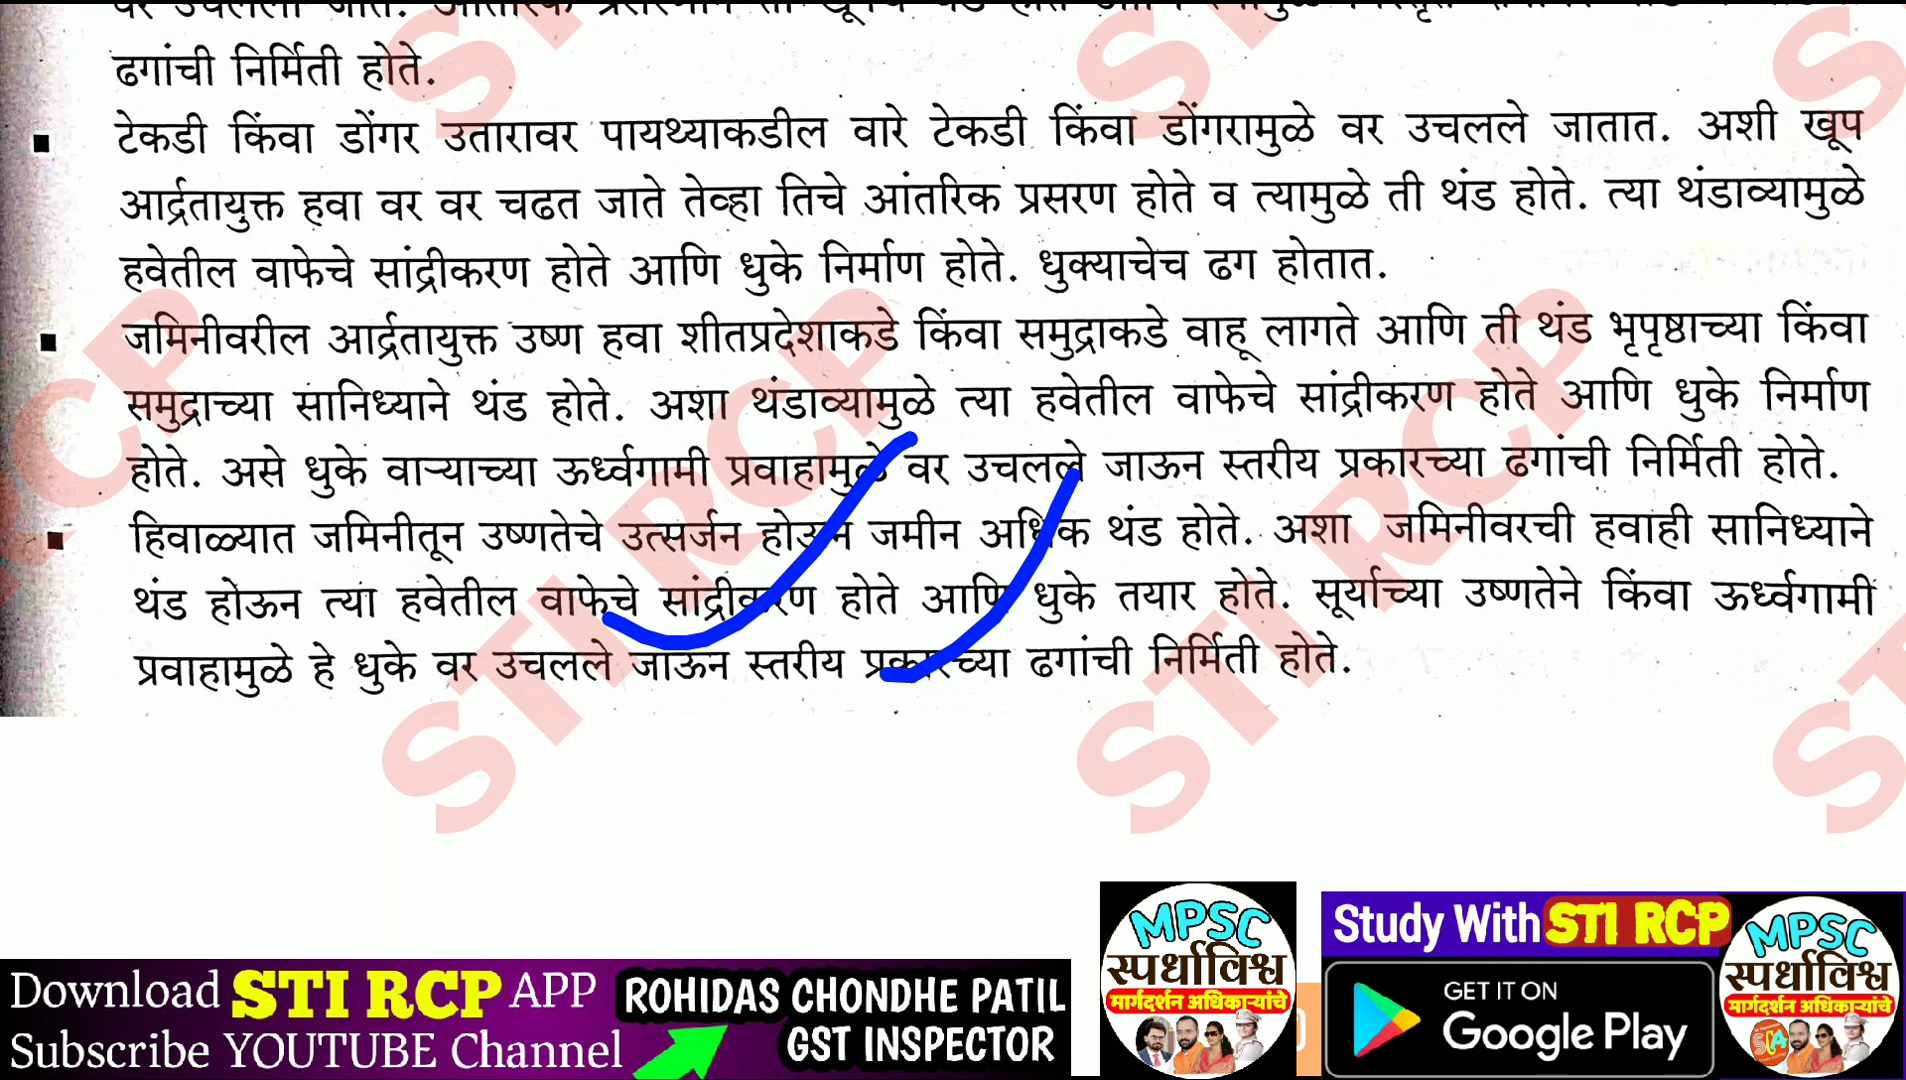 ढगांची निर्मिती होते.
▪ टेकडी किंवा डोंगर उतारावर पायथ्याकडील वारे टेकडी किंवा डोंगरामुळे वर उचलले जातात. अशी खूप
आर्द्रतायुक्त हवा वर वर चढत जाते तेव्हा तिचे आंतरिक प्रसरण होते व त्यामुळे ती थंड होते. त्या थंडाव्यामुळे
हवेतील वाफेचे सांद्रीकरण होते आणि धुके निर्माण होते. धुक्याचेच ढग होतात.
▪ जमिनीवरील आर्द्रतायुक्त उष्ण हवा शीतप्रदेशाकडे किंवा समुद्राकडे वाहू लागते आणि ती थंड भृपृष्ठाच्या किंवा
समुद्राच्या सानिध्याने थंड होते. अशा थंडाव्यामुळे त्या हवेतील वाफेचे सांद्रीकरण होते आणि धुके निर्माण
होते. असे धुके वाऱ्याच्या ऊर्ध्वगामी प्रवाहामुळे वर उचलले जाऊन स्तरीय प्रकारच्या ढगांची निर्मिती होते.
▪ हिवाळ्यात जमिनीतून उष्णतेचे उत्सर्जन होऊन जमीन अधिक थंड होते. अशा जमिनीवरची हवाही सानिध्याने
थंड होऊन त्या हवेतील वाफेचे सांद्रीकरण होते आणि धुके तयार होते. सूर्याच्या उष्णतेने किंवा ऊर्ध्वगामी
प्रवाहामुळे हे धुके वर उचलले जाऊन स्तरीय प्रकारच्या ढगांची निर्मिती होते.
STI RCP
Download STI RCP APP
Subscribe YOUTUBE Channel
ROHIDAS CHONDHE PATIL
GST INSPECTOR
MPSC
स्पर्धाविश्व
मार्गदर्शन अधिकाऱ्यांचे
Study With STI RCP
GET IT ON
Google Play
MPSC
स्पर्धाविश्व
मार्गदर्शन अधिकाऱ्यांचे